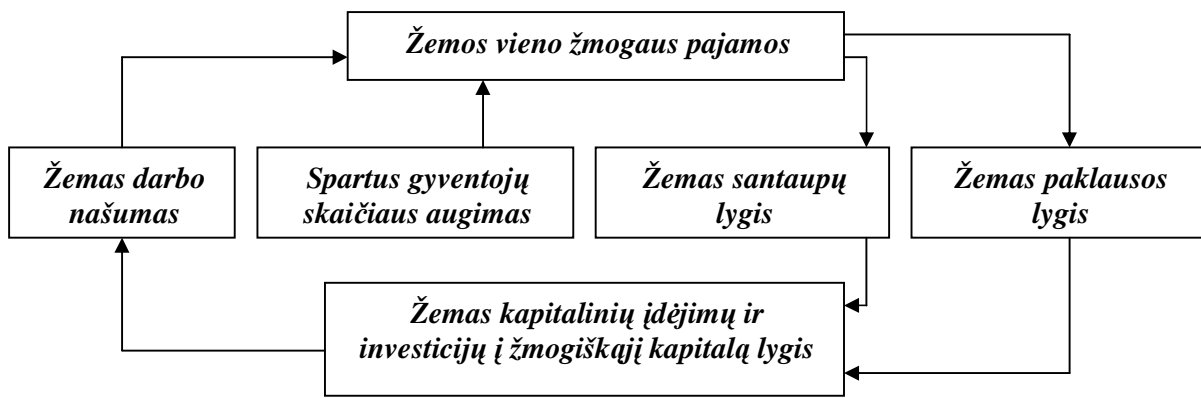 Žemos vieno žmogaus pajamos
Žemas darbo
našumas
Spartus gyventojų
skaičiaus augimas
Žemas santaupų
lygis
Žemas paklausos
lygis
Žemas kapitalinių įdėjimų ir
investicijų į žmogiškąjį kapitalą lygis